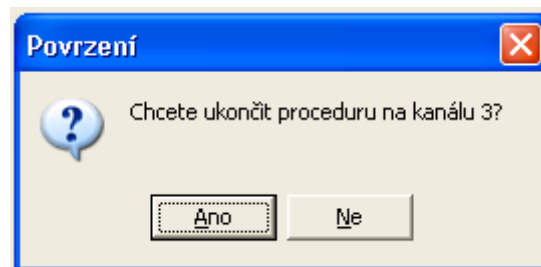 Povrzení
Chcete ukončit proceduru na kanálu 3?
Ano
Ne